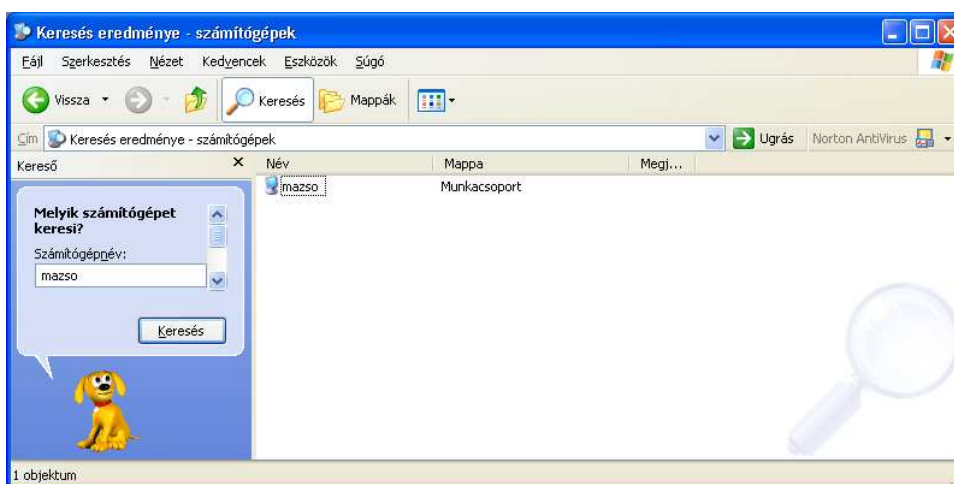 Keresés eredménye - számítógépek
Fájl Szerkesztés Nézet Kedvencek Eszközök Súgó
Vissza Keresés Mappák
Cím Keresés eredménye - számítógépek Ugrás Norton AntiVirus
Kereső Név Mappa Megj...
mazso Munkacsoport
Melyik számítógépet
keresi?
Számítógépnév:
mazso
Keresés
1 objektum